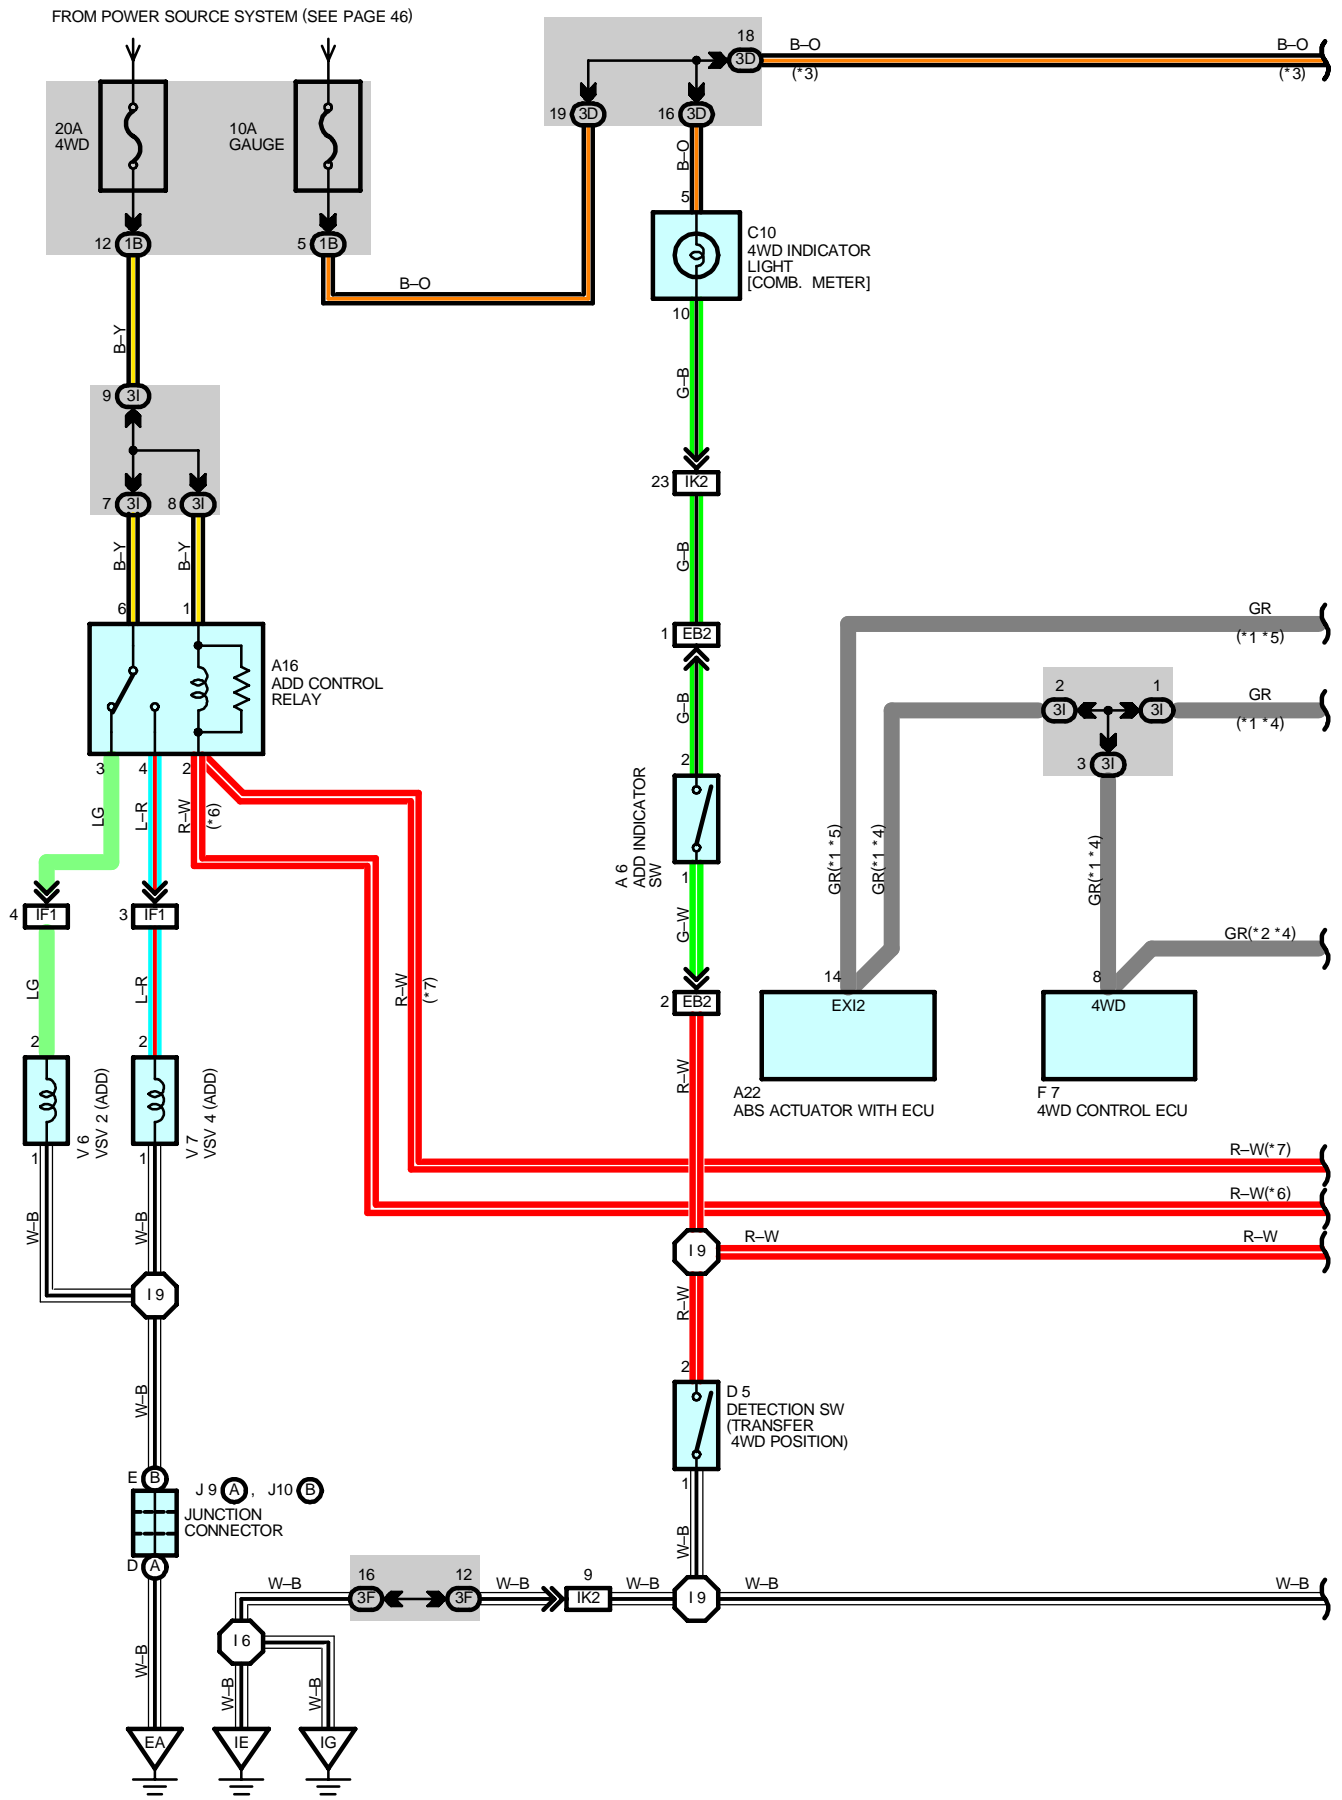 FROM POWER SOURCE SYSTEM (SEE PAGE 46)
18
3D
B–O
(*3)
B–O
(*3)
19 3D
16 3D
20A
4WD
10A
GAUGE
12 1B
5 1B
B–O
B–O
5
C10
4WD INDICATOR
LIGHT
[COMB. METER]
10
B–Y
G–B
9 3I
7 3I
8 3I
23 IK2
B–Y
B–Y
G–B
6
1
1 EB2
A16
ADD CONTROL
RELAY
G–B
GR
(*1 *5)
2
3I
1
3I
GR
(*1 *4)
3 3I
3
4
2
2
LG
L–R
R–W
(*6)
A 6
ADD INDICATOR
SW
1
G–W
GR(*1 *5)
GR(*1 *4)
GR(*1 *4)
4 IF1
3 IF1
GR(*2 *4)
LG
L–R
R–W
(*7)
2 EB2
14
EXI2
8
4WD
2
2
R–W
A22
ABS ACTUATOR WITH ECU
F 7
4WD CONTROL ECU
V 6
VSV 2 (ADD)
V 7
VSV 4 (ADD)
1
1
R–W(*7)
R–W(*6)
W–B
W–B
I 9
R–W
R–W
I 9
R–W
2
D 5
DETECTION SW
(TRANSFER
4WD POSITION)
W–B
1
E B
J 9 A , J10 B
JUNCTION
CONNECTOR
D A
W–B
W–B
16
3F
12
3F
W–B
9
IK2
W–B
I 9
W–B
W–B
I 6
W–B
W–B
W–B
EA
IE
IG